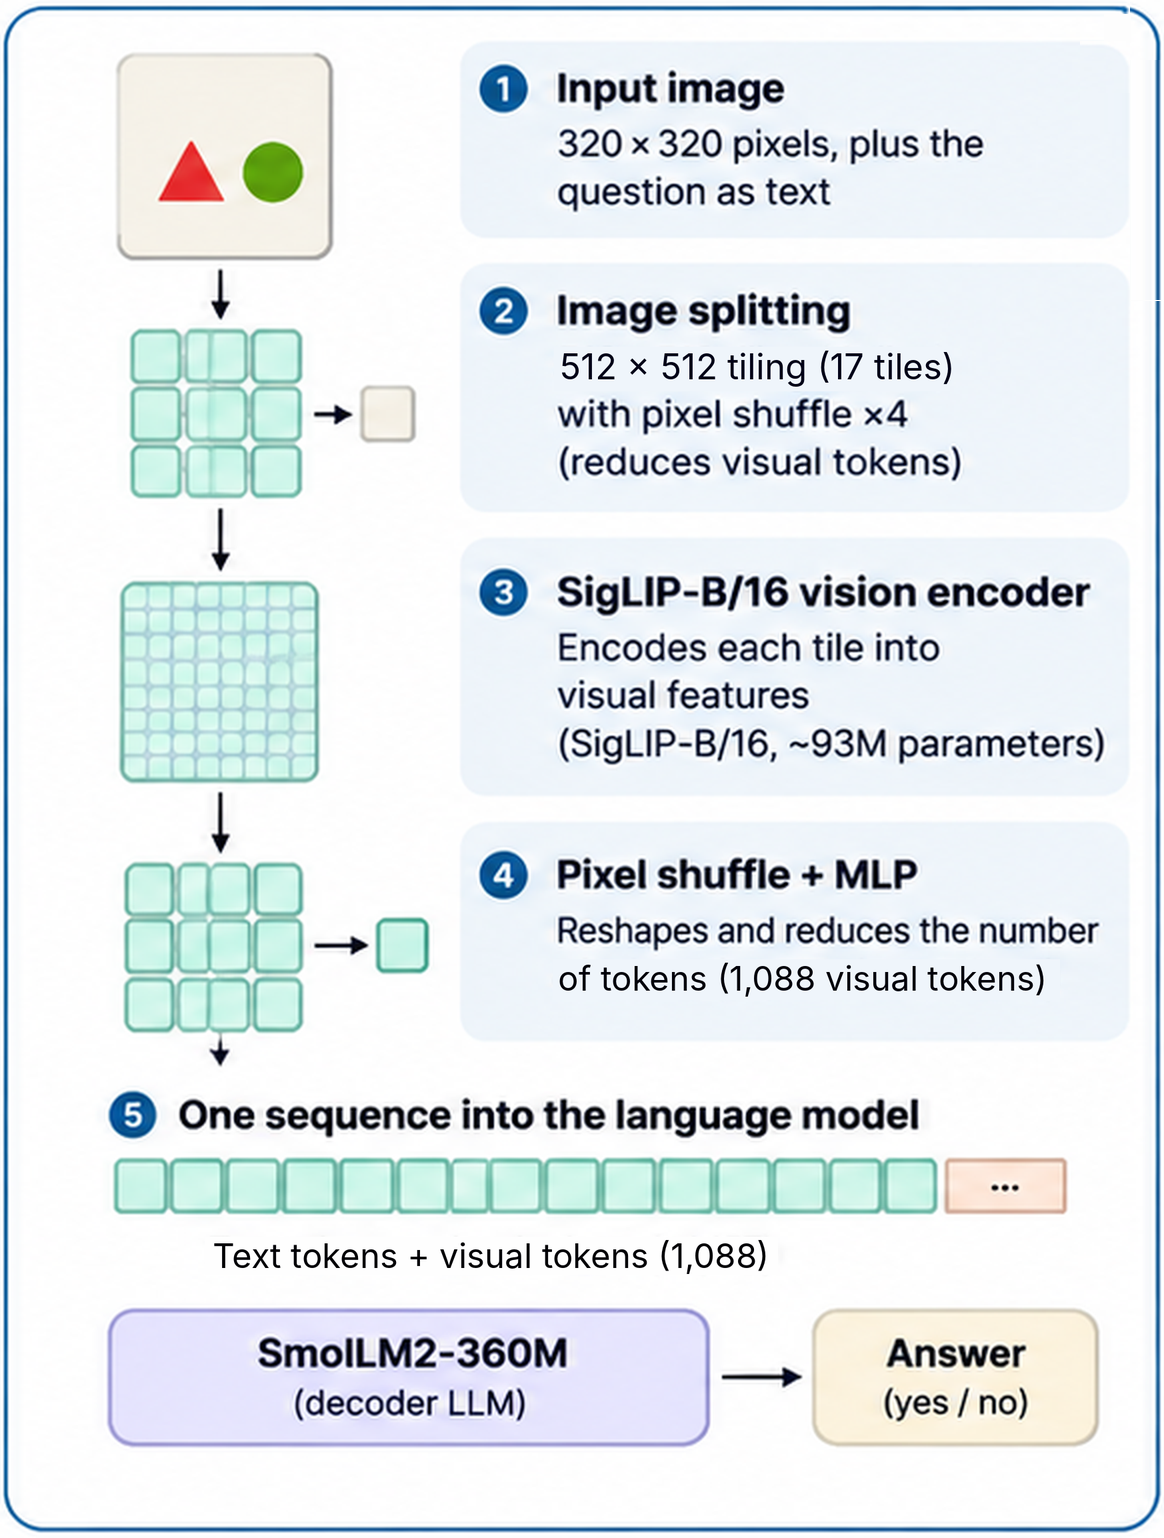 1 Input image
320 × 320 pixels, plus the
question as text
2 Image splitting
512 × 512 tiling (17 tiles)
with pixel shuffle ×4
(reduces visual tokens)
3 SigLIP-B/16 vision encoder
Encodes each tile into
visual features
(SigLIP-B/16, ~93M parameters)
4 Pixel shuffle + MLP
Reshapes and reduces the number
of tokens (1,088 visual tokens)
5 One sequence into the language model
...
Text tokens + visual tokens (1,088)
SmolLM2-360M
(decoder LLM)
Answer
(yes / no)